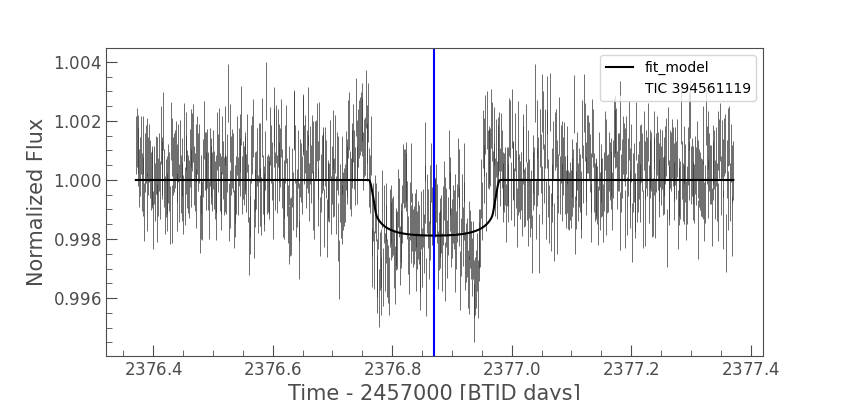 1.004
1.002
1.000
0.998
0.996
Normalized Flux
fit_model
TIC 394561119
2376.4
2376.6
2376.8
2377.0
2377.2
2377.4
Time - 2457000 [BTJD days]